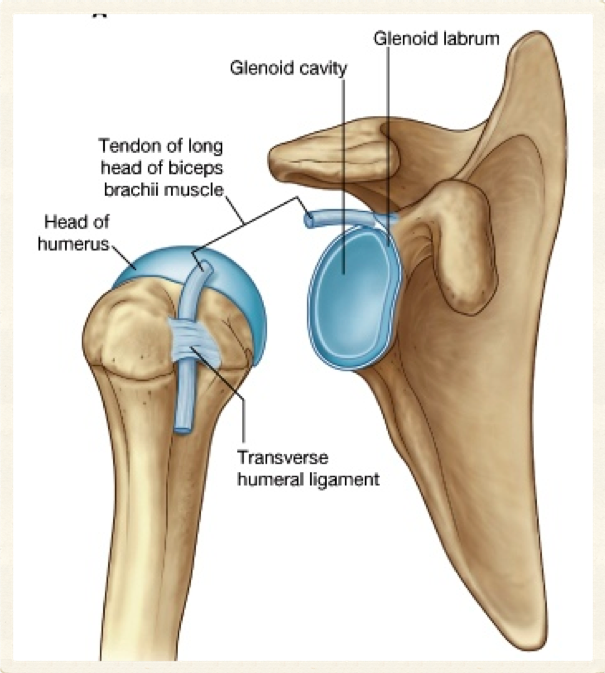 Glenoid labrum
Glenoid cavity
Tendon of long
head of biceps
brachii muscle
Head of
humerus
Transverse
humeral ligament